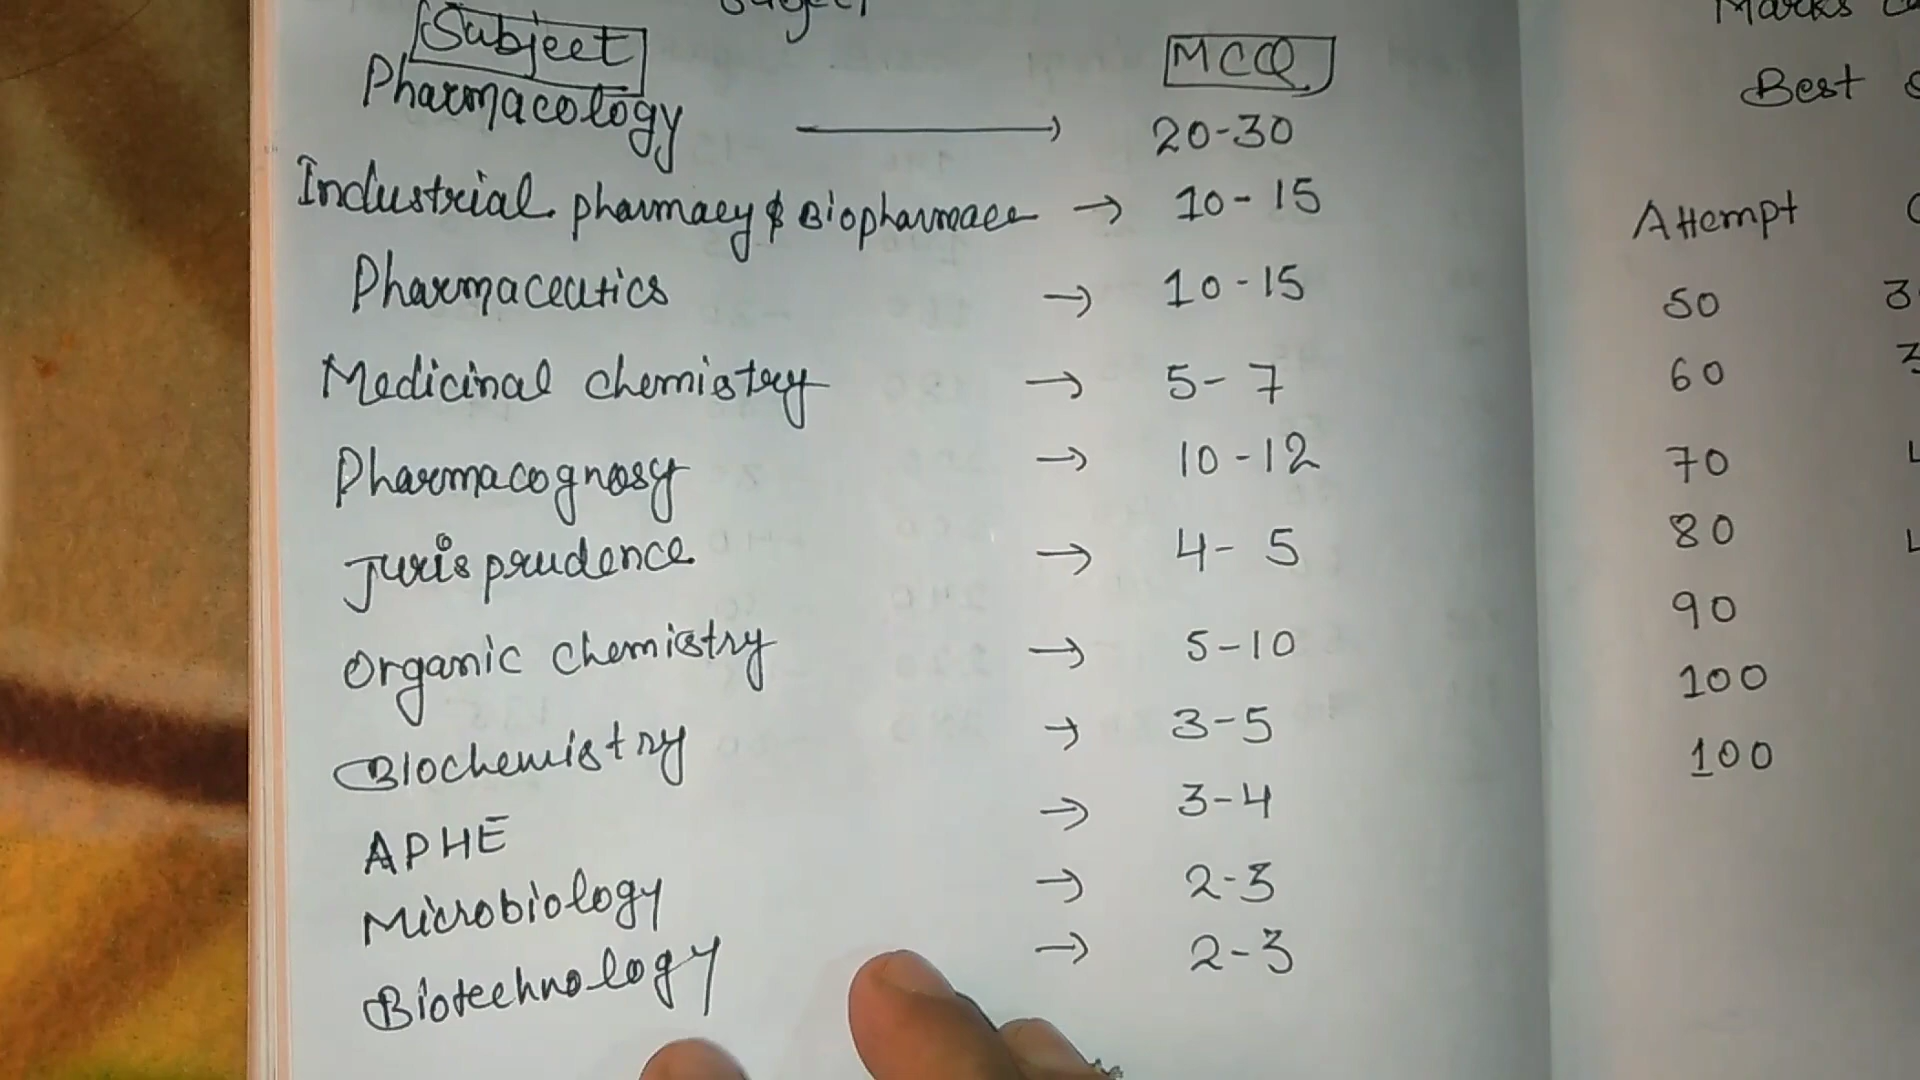 Subject
MCQ
Pharmacology → 20-30
Industrial pharmacy & Biopharmace → 10-15
Pharmaceutics → 10-15
Medicinal chemistry → 5-7
Pharmacognosy → 10-12
Jurisprudence → 4-5
Organic chemistry → 5-10
Biochemistry → 3-5
APHE → 3-4
Microbiology → 2-3
Biotechnology → 2-3
Marks
Best
Attempt
50
60
70
80
90
100
100